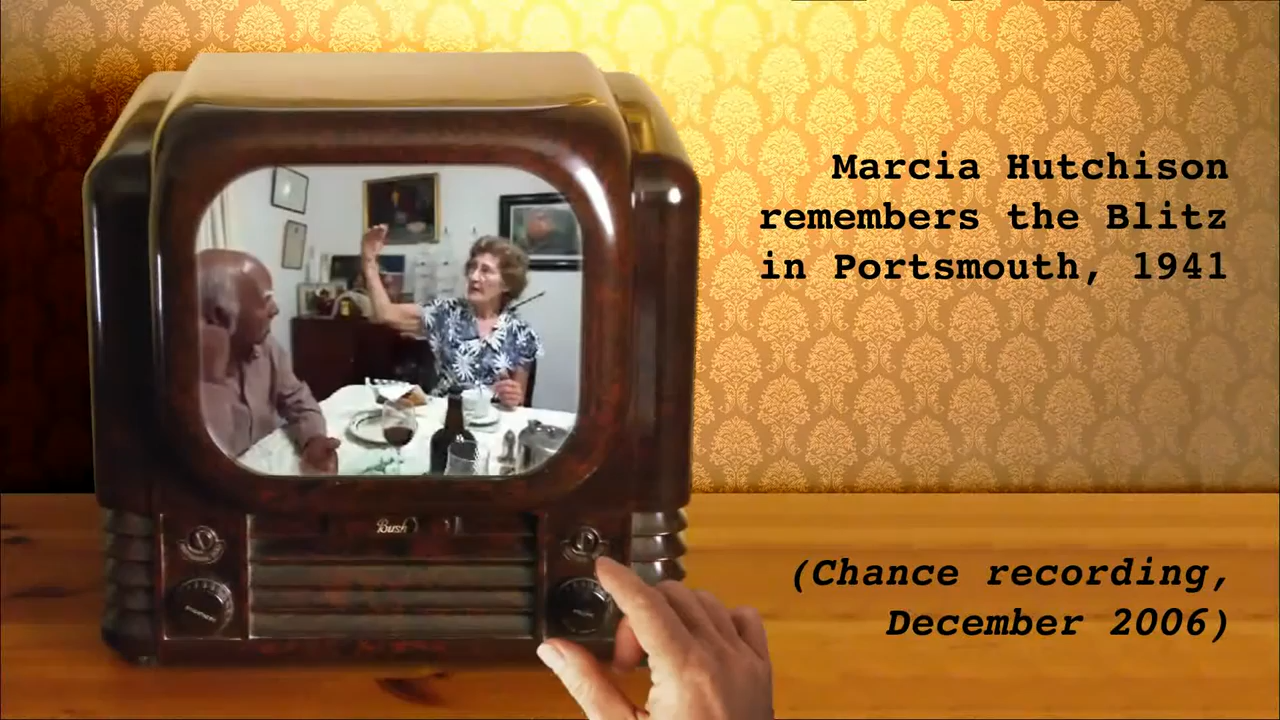 Marcia Hutchison
remembers the Blitz
in Portsmouth, 1941
Bush
(Chance recording,
December 2006)